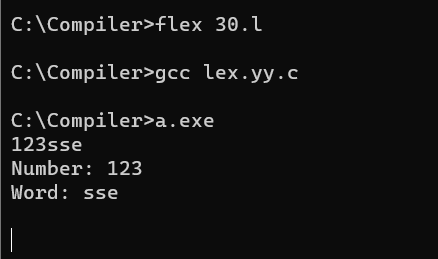 C:\Compiler>flex 30.l
C:\Compiler>gcc lex.yy.c
C:\Compiler>a.exe
123sse
Number: 123
Word: sse